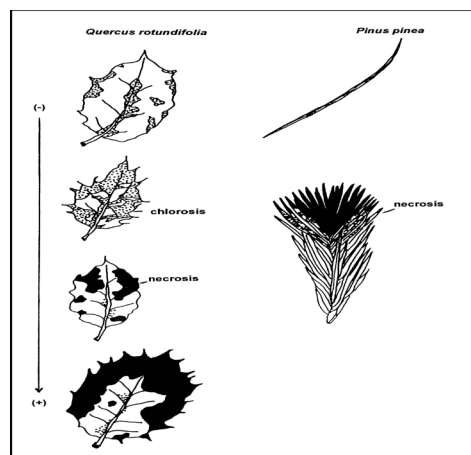 Quercus rotundifolia
Pinus pinea
(-)
chlorosis
necrosis
necrosis
(+)